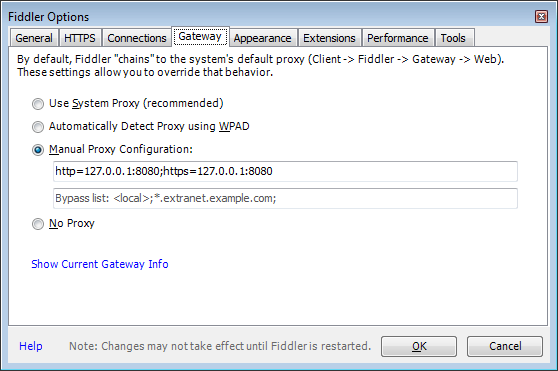 Fiddler Options
General HTTPS Connections Gateway Appearance Extensions Performance Tools
By default, Fiddler "chains" to the system's default proxy (Client -> Fiddler -> Gateway -> Web).
These settings allow you to override that behavior.
Use System Proxy (recommended)
Automatically Detect Proxy using WPAD
Manual Proxy Configuration:
http=127.0.0.1:8080;https=127.0.0.1:8080
Bypass list: <local>;*.extranet.example.com;
No Proxy
Show Current Gateway Info
Help Note: Changes may not take effect until Fiddler is restarted. OK Cancel